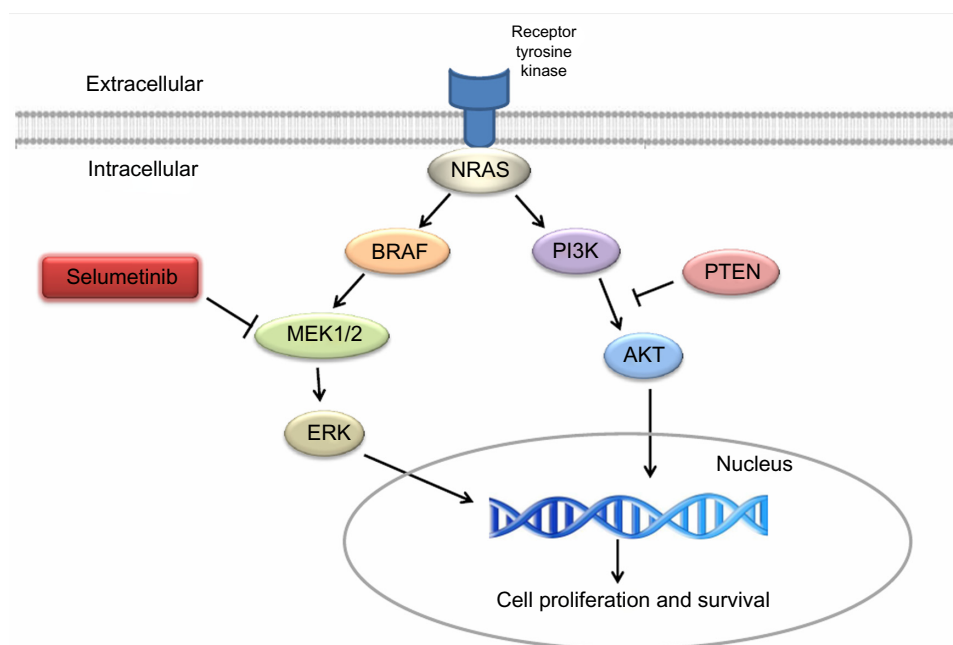 Receptor
tyrosine
kinase
Extracellular
Intracellular
NRAS
BRAF
PI3K
Selumetinib
PTEN
MEK1/2
AKT
ERK
Nucleus
Cell proliferation and survival